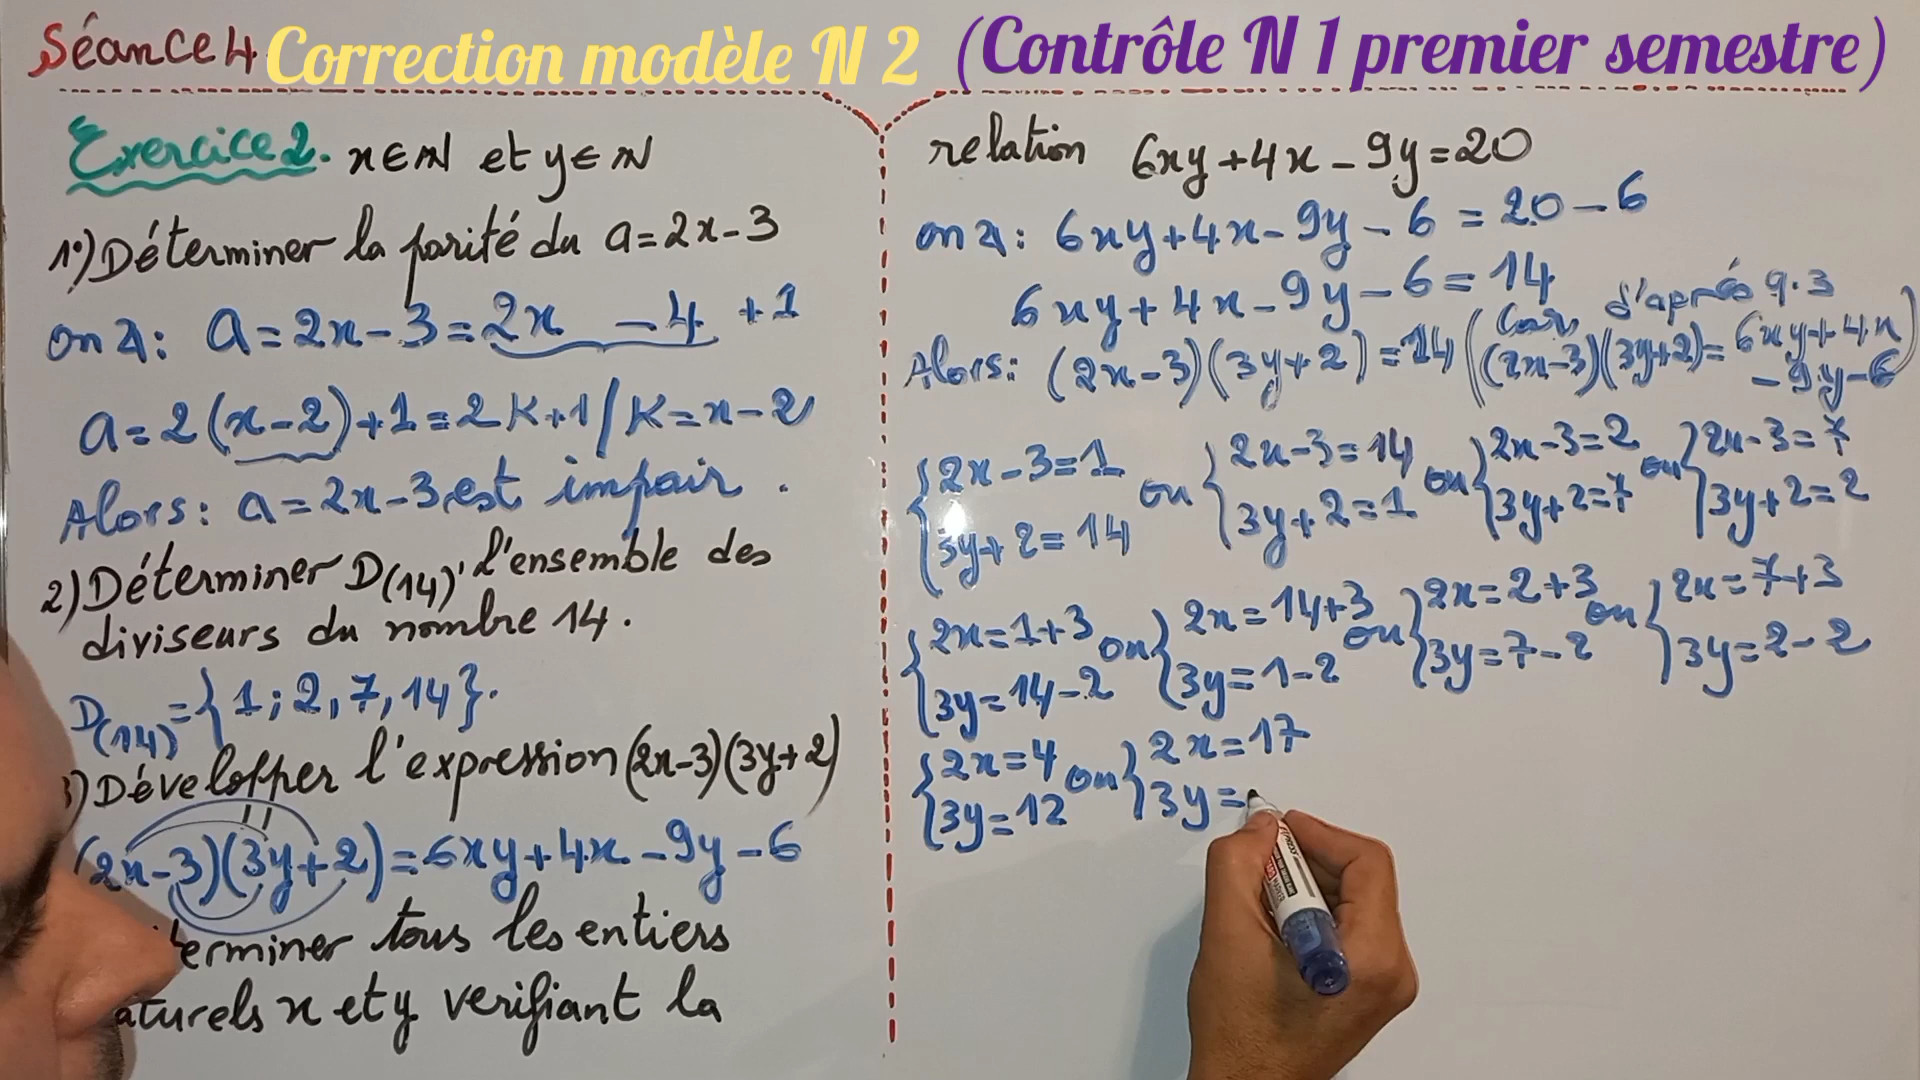 Séance 4 Correction modèle N 2 (Contrôle N 1 premier semestre)
Exercice 2. x∈ℕ et y∈ℕ
1°) Déterminer la parité du a=2x-3
on a: a=2x-3=2x -4 +1
a=2(x-2)+1=2K+1/K=x-2
Alors: a=2x-3 est impair.
2) Déterminer D(14), l'ensemble des
diviseurs du nombre 14.
D(14)={1;2,7,14}.
3) Développer l'expression (2x-3)(3y+2)
(2x-3)(3y+2)=6xy+4x-9y-6
erminer tous les entiers
aturels x et y verifiant la
relation 6xy+4x-9y=20
on a: 6xy+4x-9y-6=20-6
6xy+4x-9y-6=14
Alors: (2x-3)(3y+2)=14 (Car d'après q.3
(2x-3)(3y+2)=6xy+4x
-9y-6)
{2x-3=1 ou {2x-3=14 ou {2x-3=2 ou {2x-3=7
3y+2=14 3y+2=1 3y+2=7 3y+2=2
{2x=1+3 ou {2x=14+3 ou {2x=2+3 ou {2x=7+3
3y=14-2 3y=1-2 3y=7-2 3y=2-2
{2x=4 ou {2x=17
3y=12 3y=